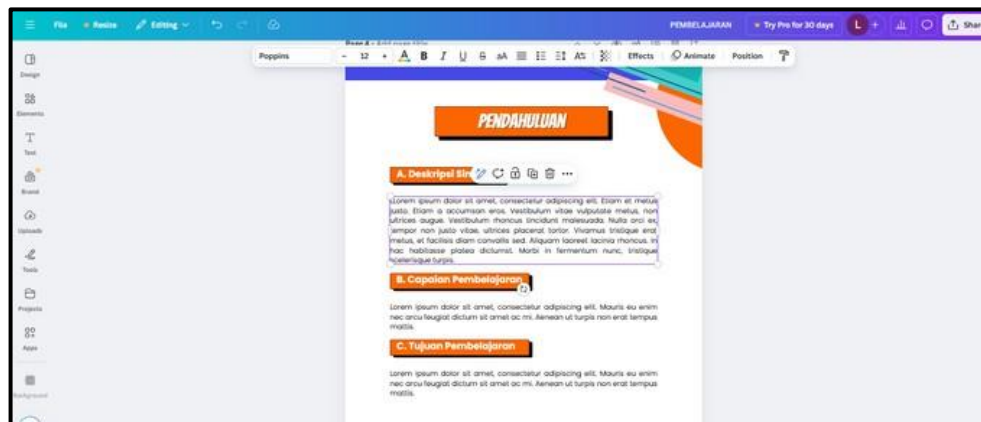 File Resize Editing PEMBELAJARAN Try Pro for 30 days L + Share
Page 4 - Add page title
Poppins - 12 + A B I U S aA Effects Animate Position
Design
Elements
Text
Brand
Uploads
Tools
Projects
Apps
Background
PENDAHULUAN
A. Deskripsi Sin
Lorem ipsum dolor sit amet, consectetur adipiscing elit. Etiam et metus
justo. Etiam a accumsan eros. Vestibulum vitae vulputate metus, non
ultrices augue. Vestibulum rhoncus tincidunt malesuada. Nulla orci ex,
tempor non justo vitae, ultrices placerat tortor. Vivamus tristique erat
metus, et facilisis diam convallis sed. Aliquam laoreet lacinia rhoncus. In
hac habitasse platea dictumst. Morbi in fermentum nunc, tristique
scelerisque turpis.
B. Capaian Pembelajaran
Lorem ipsum dolor sit amet, consectetur adipiscing elit. Mauris eu enim
nec arcu feugiat dictum sit amet ac mi. Aenean ut turpis non erat tempus
mattis.
C. Tujuan Pembelajaran
Lorem ipsum dolor sit amet, consectetur adipiscing elit. Mauris eu enim
nec arcu feugiat dictum sit amet ac mi. Aenean ut turpis non erat tempus
mattis.